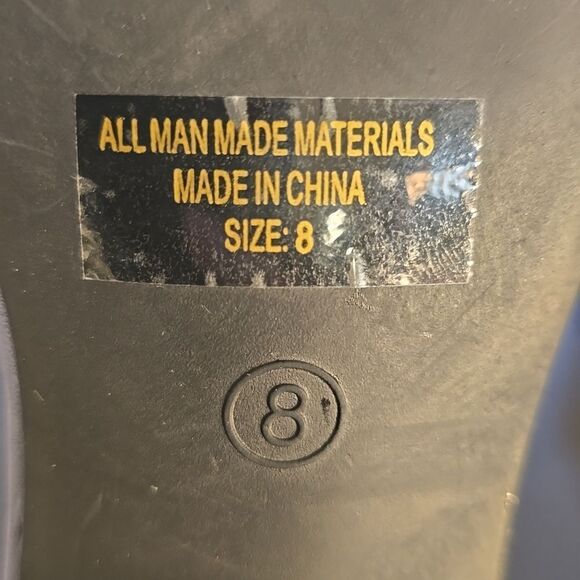 ALL MAN MADE MATERIALS
MADE IN CHINA
SIZE: 8
8